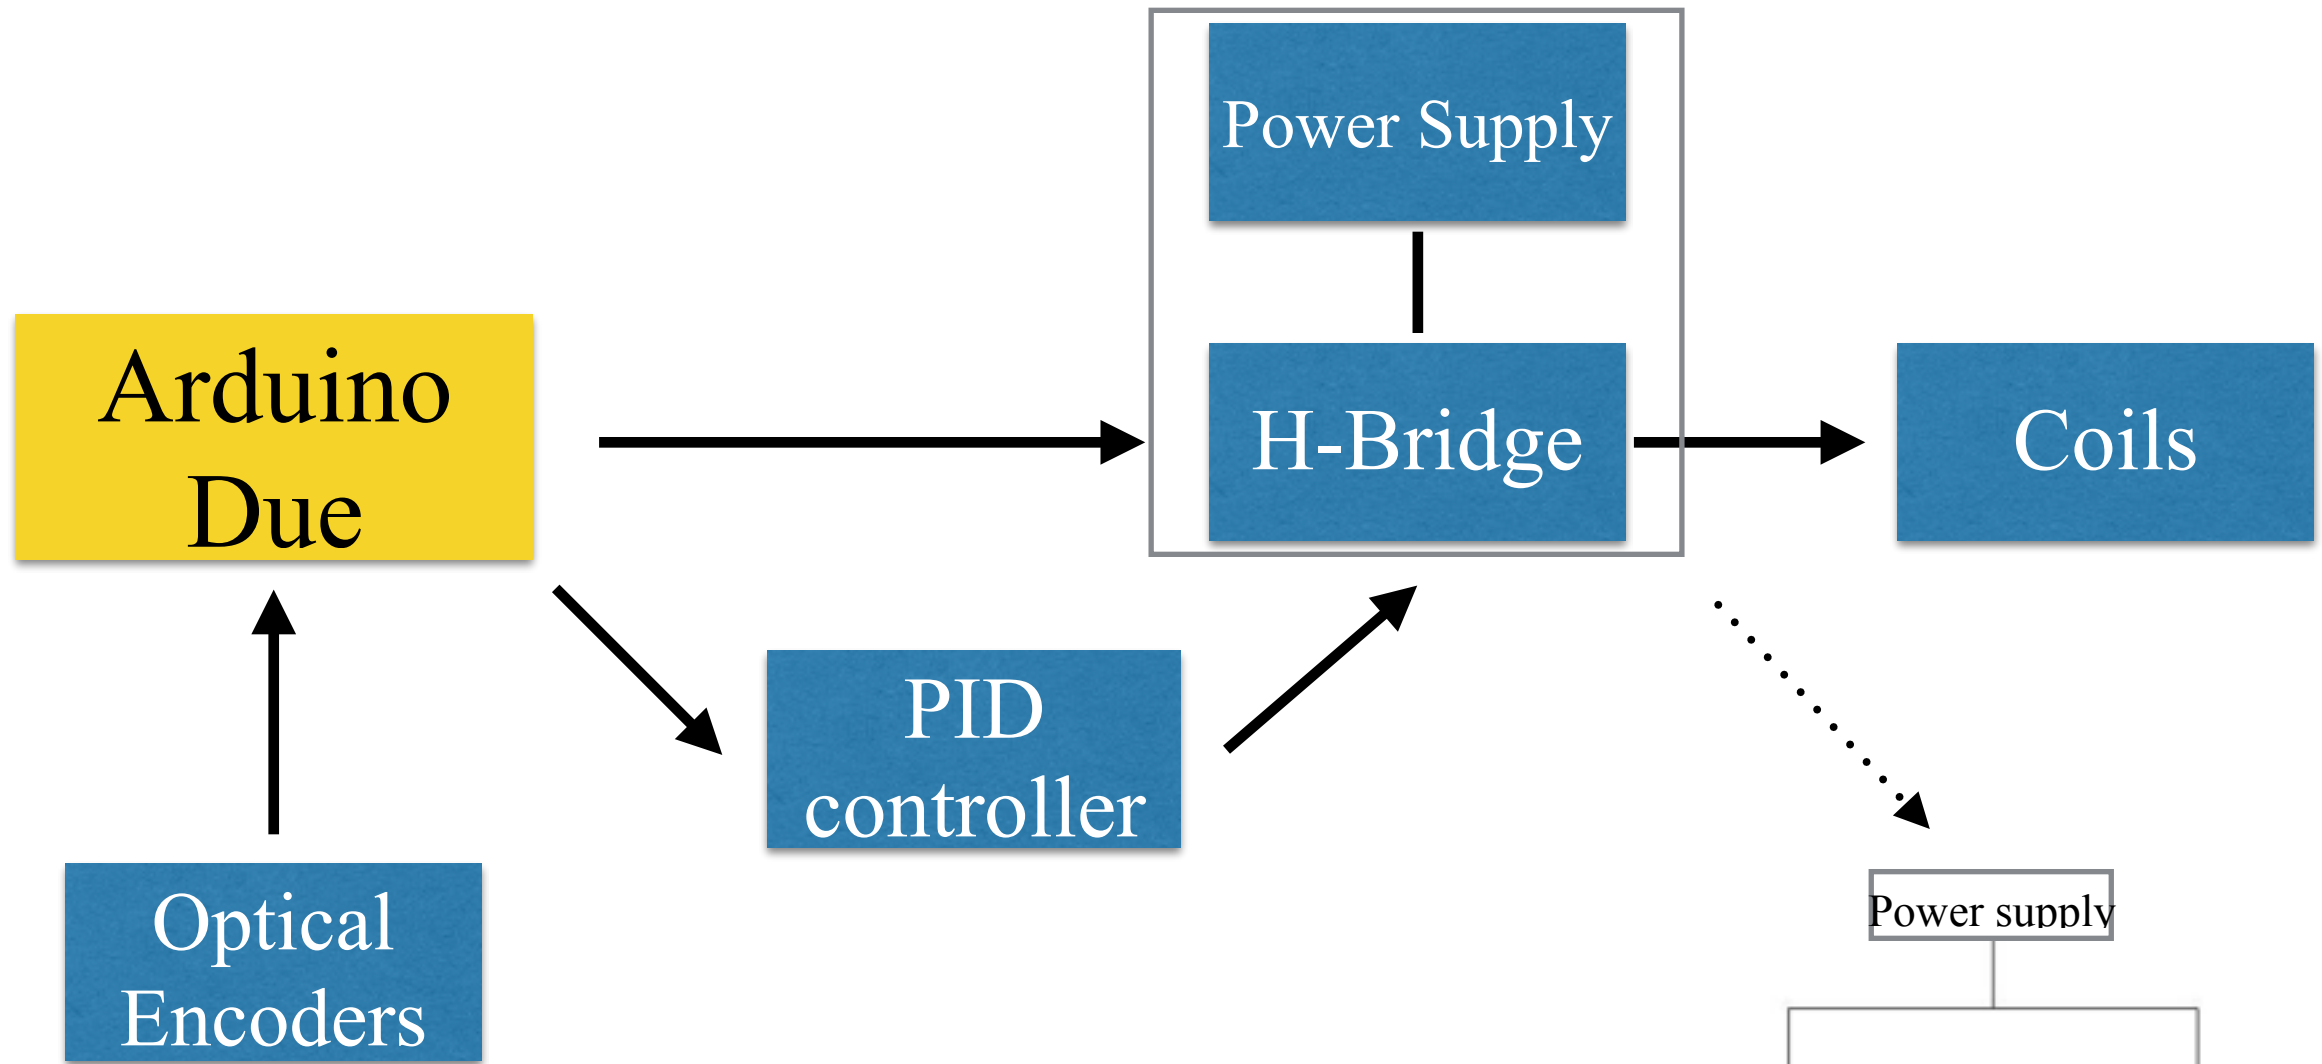 Power Supply
Arduino
Due
H-Bridge
Coils
PID
controller
Optical
Encoders
Power supply